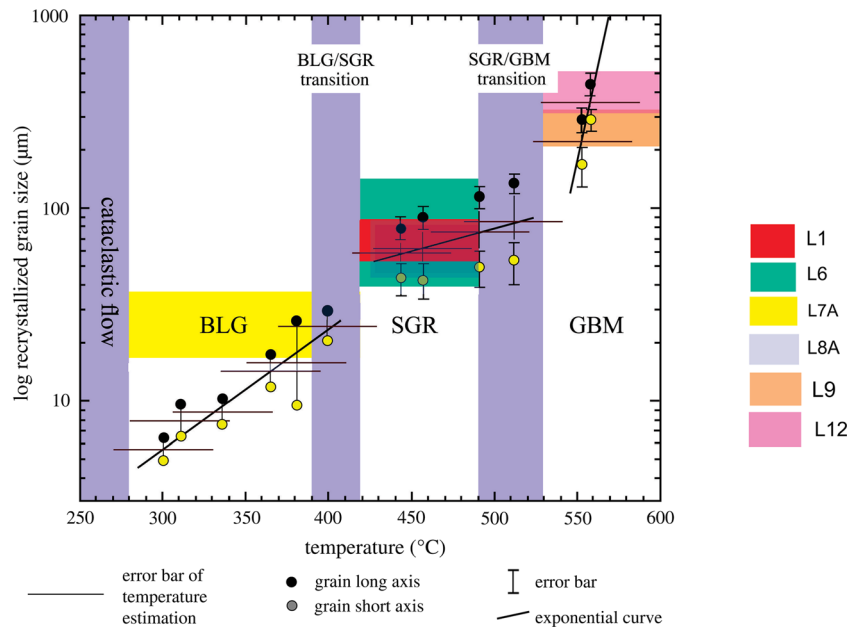 log recrystallized grain size (µm)
1000
100
10
cataclastic flow
BLG/SGR
transition
SGR/GBM
transition
BLG
SGR
GBM
250
300
350
400
450
500
550
600
temperature (°C)
L1
L6
L7A
L8A
L9
L12
error bar of
temperature
estimation
grain long axis
grain short axis
error bar
exponential curve